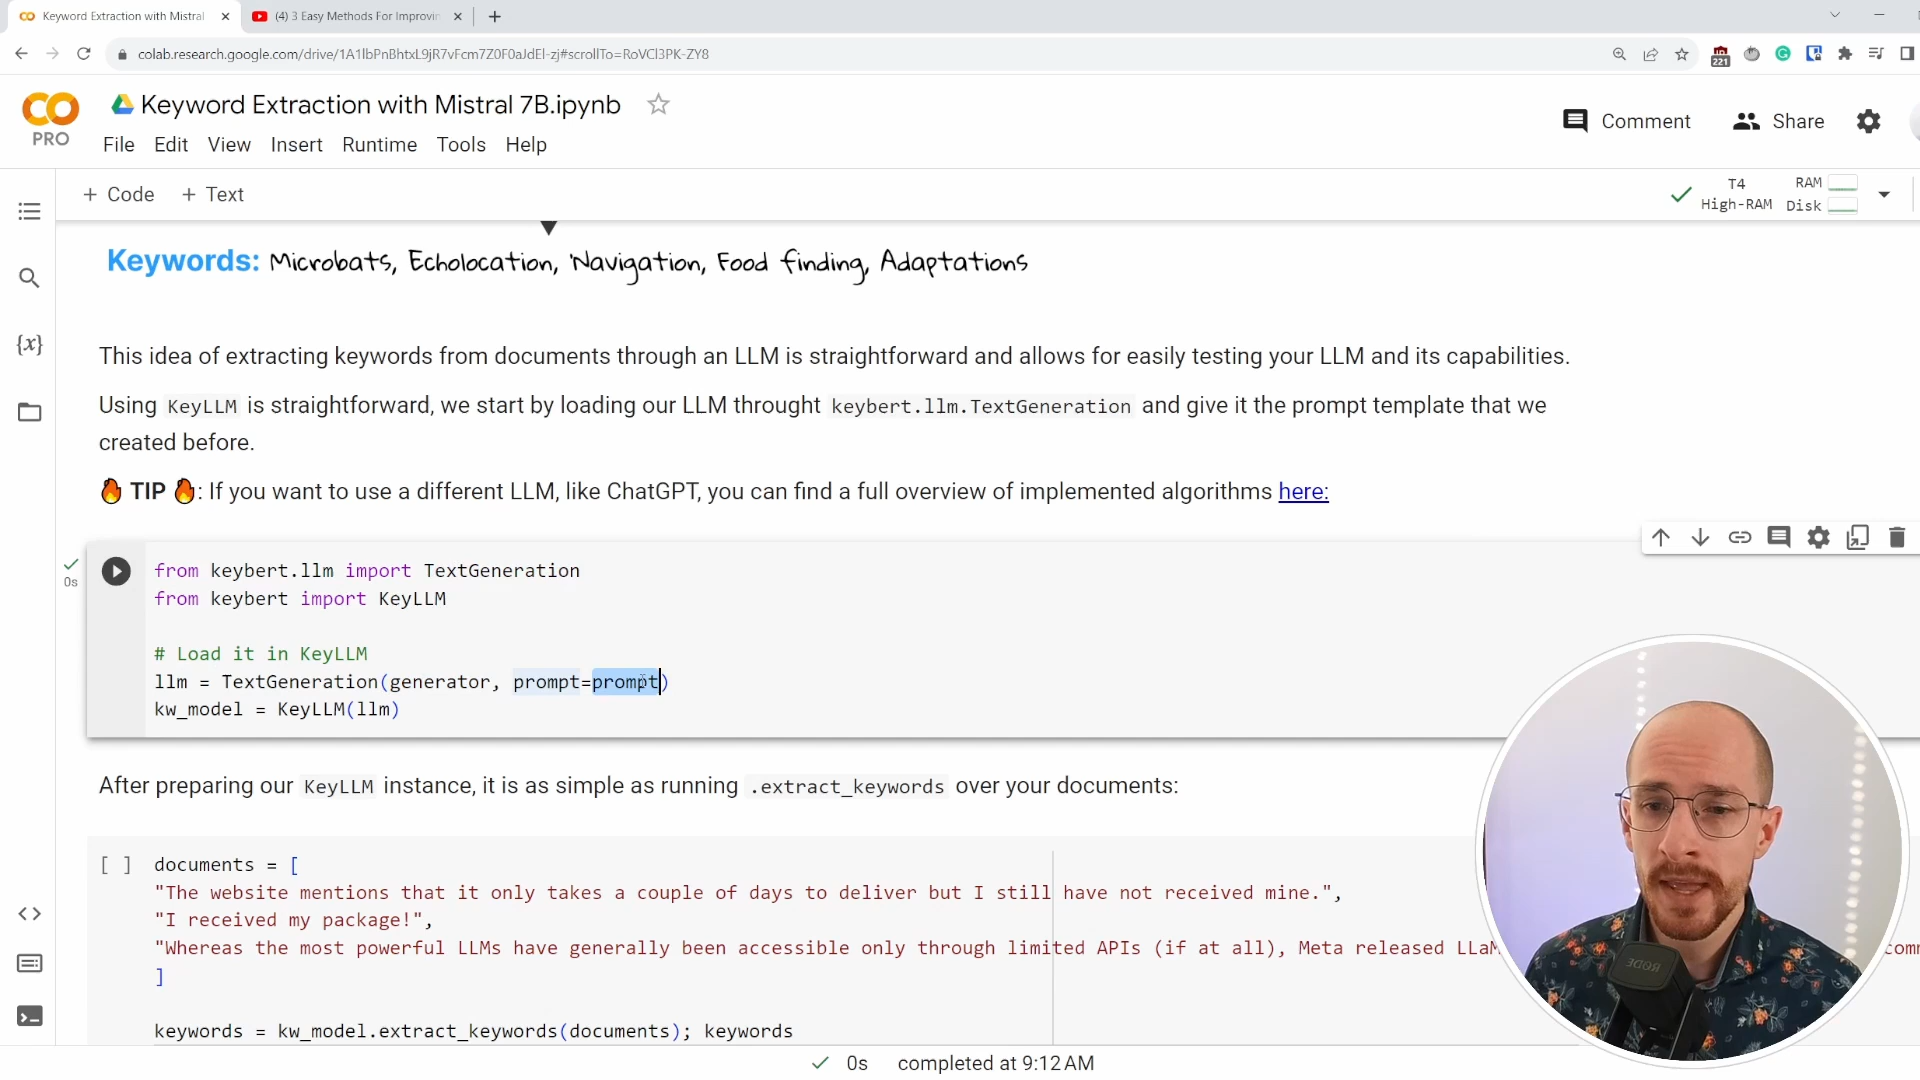 Keyword Extraction with Mistral
(4) 3 Easy Methods For Improvin
colab.research.google.com/drive/1A1lbPnBhtxL9jR7vFcm7Z0F0aJdEl-zj#scrollTo=RoVCl3PK-ZY8
221
Keyword Extraction with Mistral 7B.ipynb
PRO
File Edit View Insert Runtime Tools Help
Comment
Share
+ Code + Text
T4
High-RAM
RAM
Disk
Keywords: Microbats, Echolocation, 'Navigation, Food finding, Adaptations
This idea of extracting keywords from documents through an LLM is straightforward and allows for easily testing your LLM and its capabilities.
Using KeyLLM is straightforward, we start by loading our LLM throught keybert.llm.TextGeneration and give it the prompt template that we
created before.
🔥 TIP 🔥: If you want to use a different LLM, like ChatGPT, you can find a full overview of implemented algorithms here:
0s
from keybert.llm import TextGeneration
from keybert import KeyLLM
# Load it in KeyLLM
llm = TextGeneration(generator, prompt=prompt)
kw_model = KeyLLM(llm)
After preparing our KeyLLM instance, it is as simple as running .extract_keywords over your documents:
[ ] documents = [
"The website mentions that it only takes a couple of days to deliver but I still have not received mine.",
"I received my package!",
"Whereas the most powerful LLMs have generally been accessible only through limited APIs (if at all), Meta released LLaM
]
keywords = kw_model.extract_keywords(documents); keywords
RØDE
0s completed at 9:12 AM